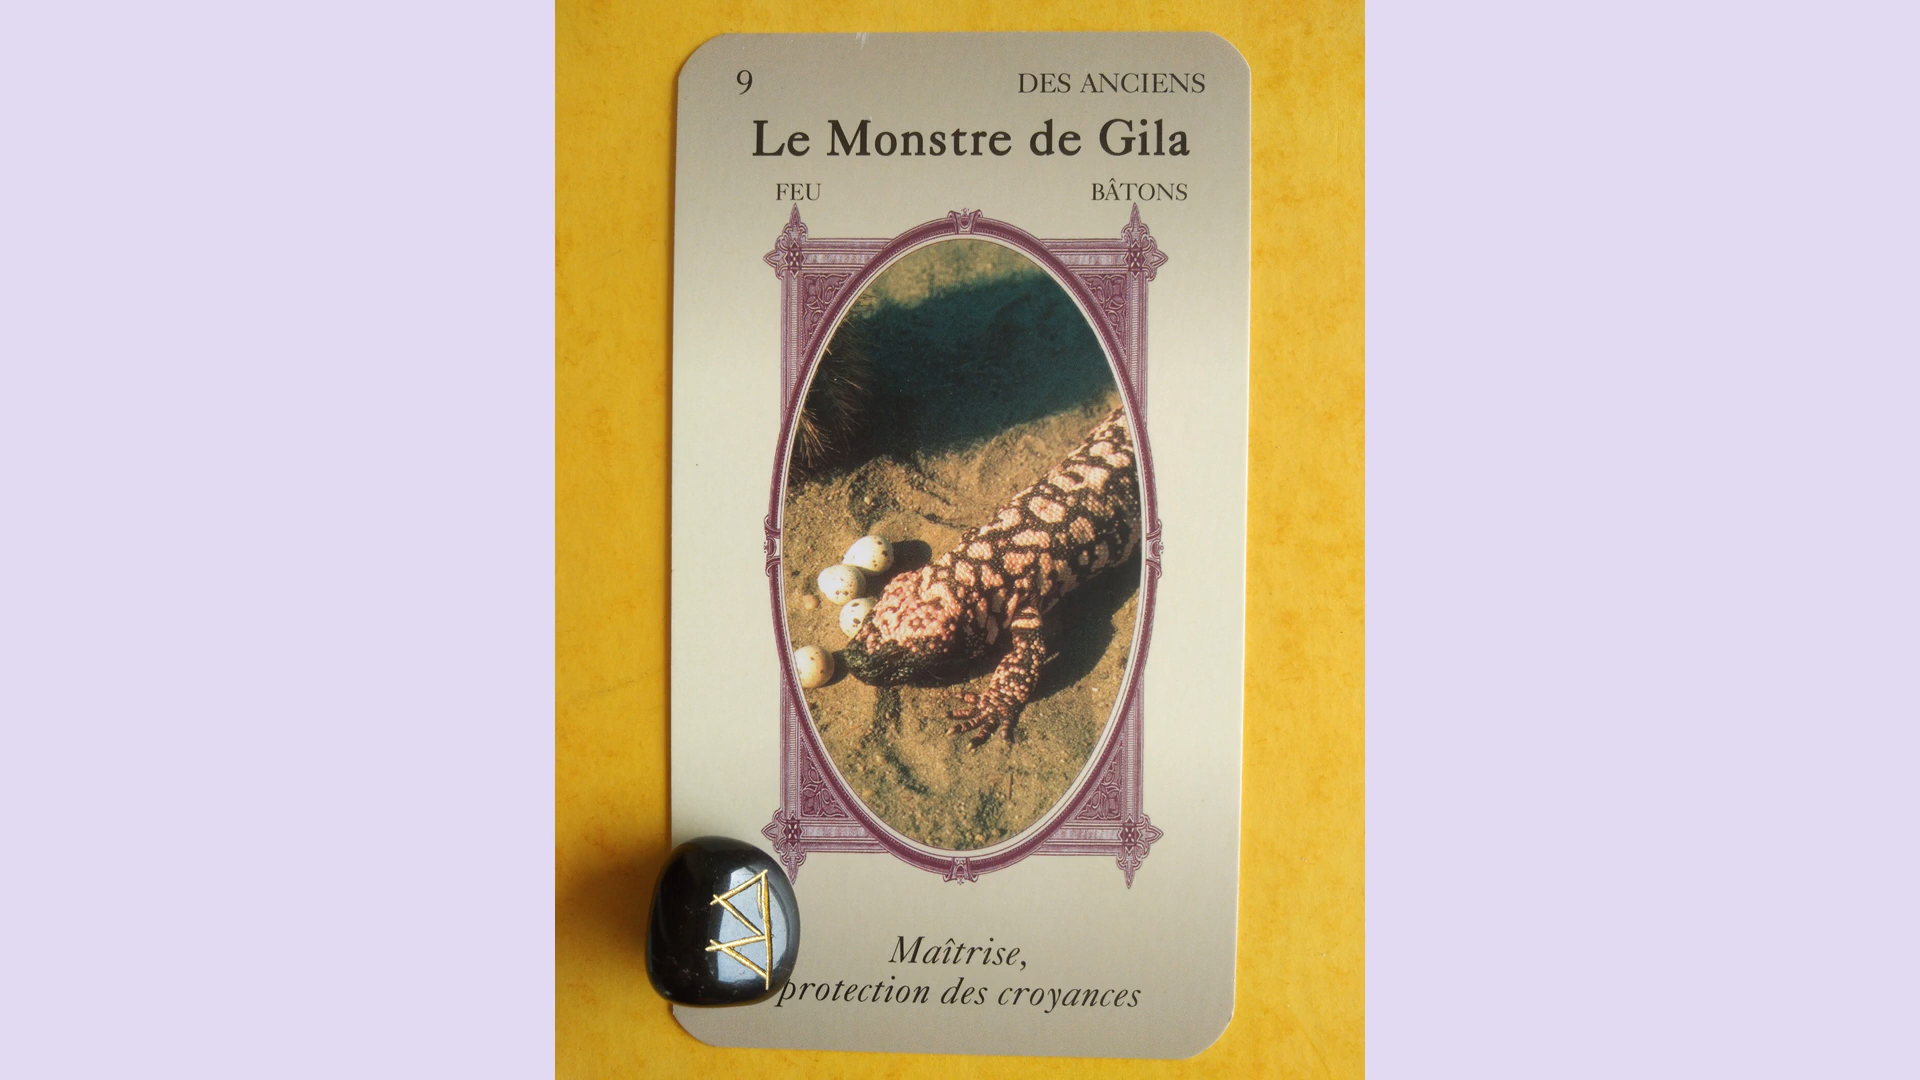 9 DES ANCIENS
Le Monstre de Gila
FEU BÂTONS
Maîtrise,
protection des croyances